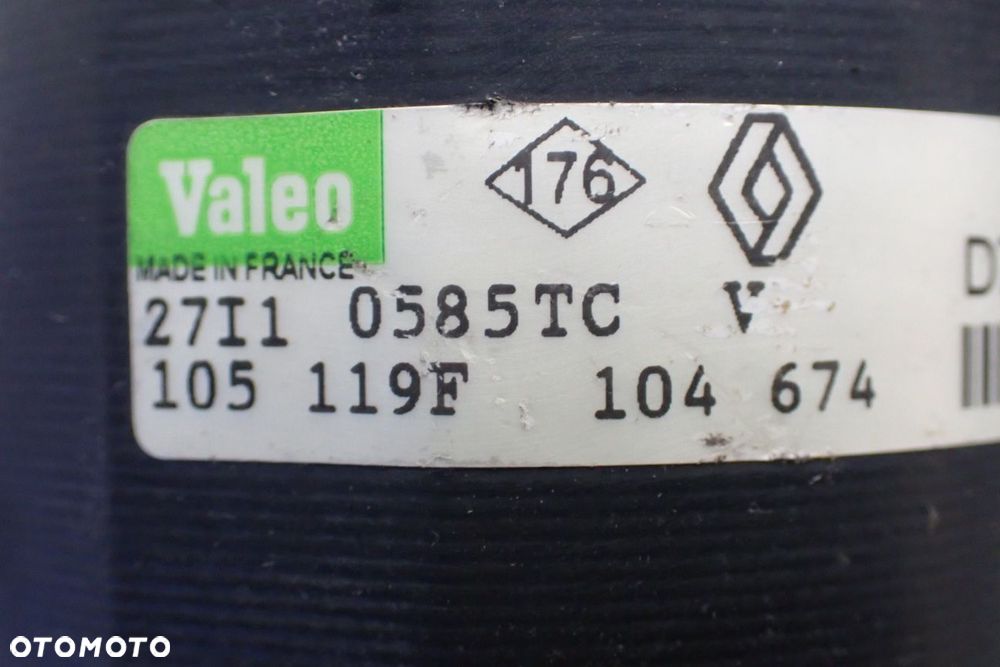 Valeo
176
MADE IN FRANCE
27I1 0585TC V
105 119F 104 674
OTOMOTO